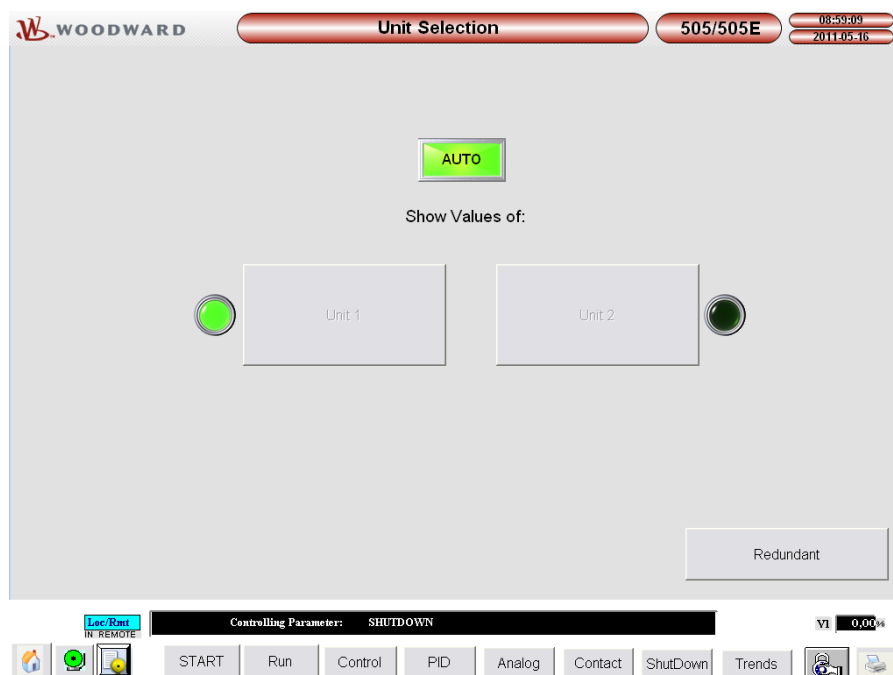 WOODWARD
Unit Selection
505/505E
08:59:09
2011-05-16
AUTO
Show Values of:
Unit 1
Unit 2
Redundant
Loc/Rmt
IN REMOTE
Controlling Parameter: SHUTDOWN
V1 0,00%
START
Run
Control
PID
Analog
Contact
ShutDown
Trends